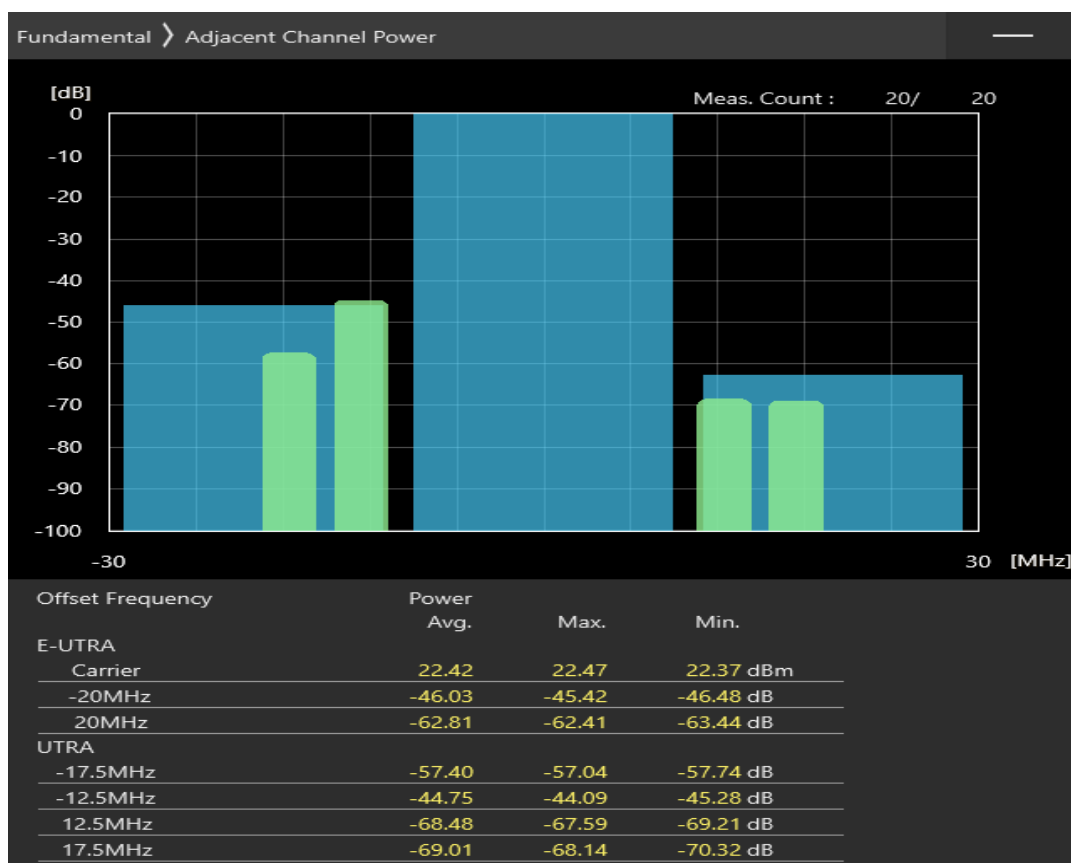 Fundamental 〉 Adjacent Channel Power
[dB]
Meas. Count : 20/ 20
0
-10
-20
-30
-40
-50
-60
-70
-80
-90
-100
-30 30 [MHz]
Offset Frequency Power
Avg. Max. Min.
E-UTRA
Carrier 22.42 22.47 22.37 dBm
-20MHz -46.03 -45.42 -46.48 dB
20MHz -62.81 -62.41 -63.44 dB
UTRA
-17.5MHz -57.40 -57.04 -57.74 dB
-12.5MHz -44.75 -44.09 -45.28 dB
12.5MHz -68.48 -67.59 -69.21 dB
17.5MHz -69.01 -68.14 -70.32 dB